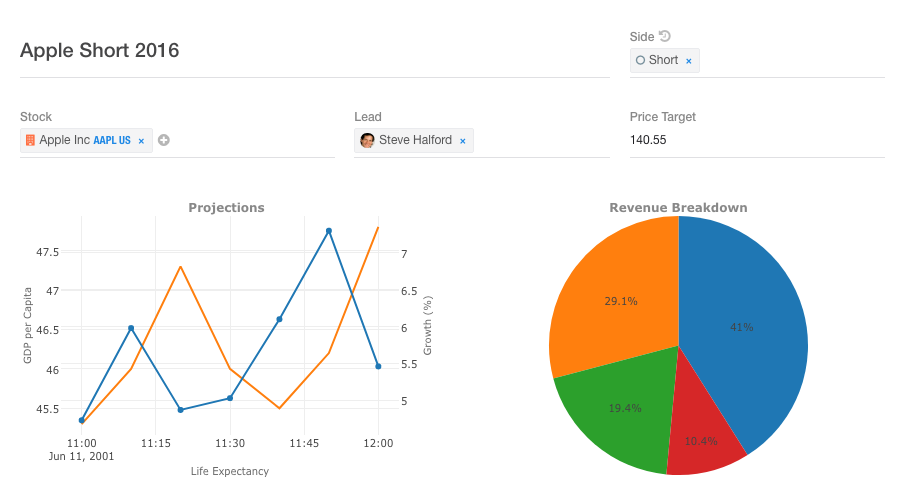 Side
Apple Short 2016
Short ×
Stock
Lead
Price Target
Apple Inc AAPL US ×
Steve Halford ×
140.55
Projections
47.5
47
46.5
46
45.5
GDP per Capita
7
6.5
6
5.5
5
Growth (%)
11:00 11:15 11:30 11:45 12:00
Jun 11, 2001
Life Expectancy
Revenue Breakdown
29.1%
41%
19.4%
10.4%